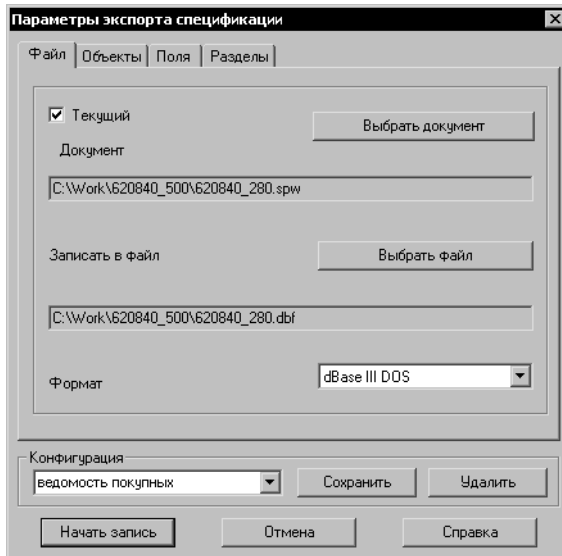 Параметры экспорта спецификации
Файл Объекты Поля Разделы
Текущий
Выбрать документ
Документ
C:\Work\620840_500\620840_280.spw
Записать в файл
Выбрать файл
C:\Work\620840_500\620840_280.dbf
Формат
dBase III DOS
Конфигурация
ведомость покупных
Сохранить
Удалить
Начать запись
Отмена
Справка